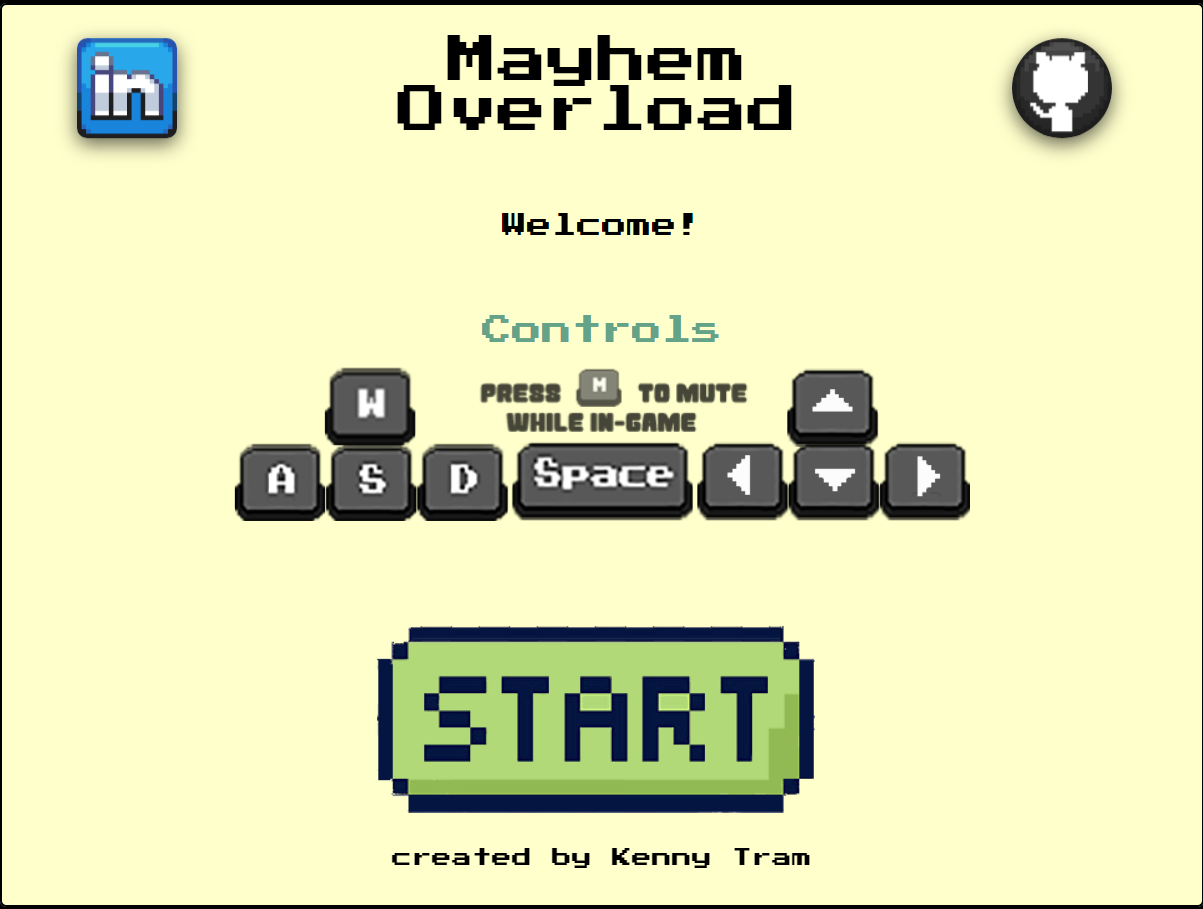 in
Mayhem
Overload
Welcome!
Controls
W
PRESS M TO MUTE
WHILE IN-GAME
A S D Space
START
created by Kenny Tram